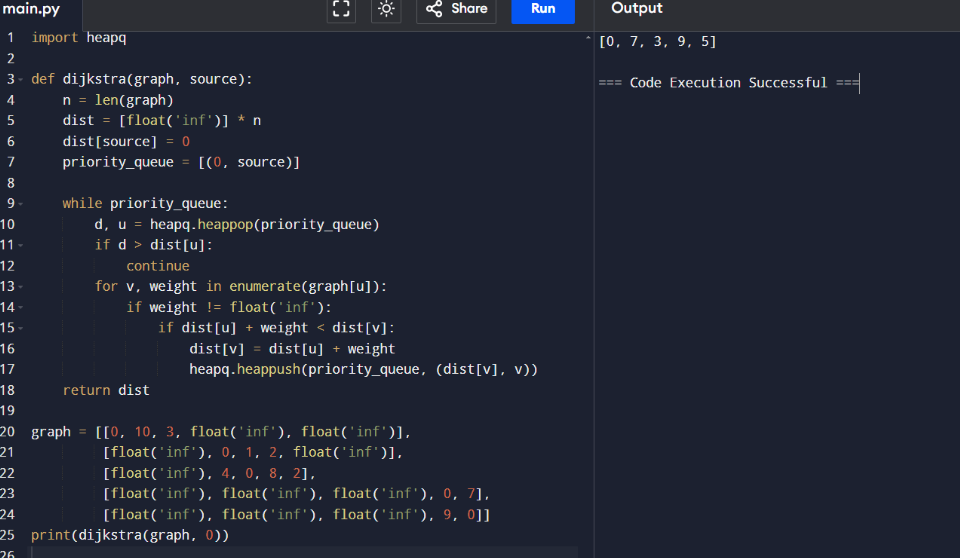 main.py
Share
Run
Output
1 import heapq
2
3 def dijkstra(graph, source):
4     n = len(graph)
5     dist = [float('inf')] * n
6     dist[source] = 0
7     priority_queue = [(0, source)]
8
9     while priority_queue:
10         d, u = heapq.heappop(priority_queue)
11         if d > dist[u]:
12             continue
13         for v, weight in enumerate(graph[u]):
14             if weight != float('inf'):
15                 if dist[u] + weight < dist[v]:
16                     dist[v] = dist[u] + weight
17                     heapq.heappush(priority_queue, (dist[v], v))
18     return dist
19
20 graph = [[0, 10, 3, float('inf'), float('inf')],
21          [float('inf'), 0, 1, 2, float('inf')],
22          [float('inf'), 4, 0, 8, 2],
23          [float('inf'), float('inf'), float('inf'), 0, 7],
24          [float('inf'), float('inf'), float('inf'), 9, 0]]
25 print(dijkstra(graph, 0))
26
[0, 7, 3, 9, 5]
=== Code Execution Successful ===